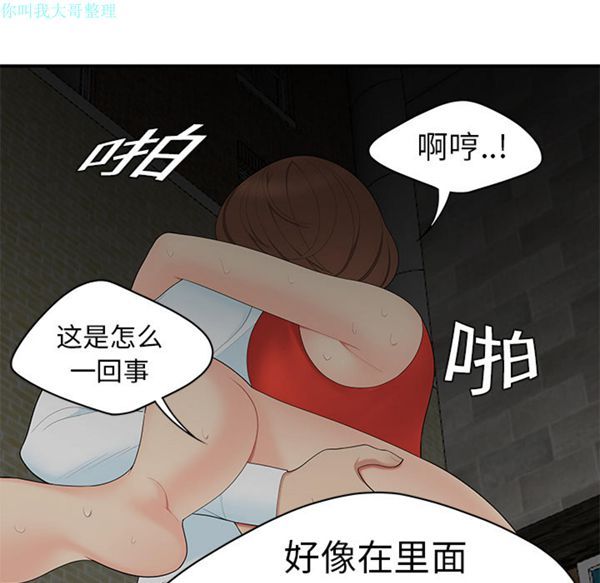 你叫我大哥整理
啪
啊哼..!
这是怎么
一回事
啪
好像在里面